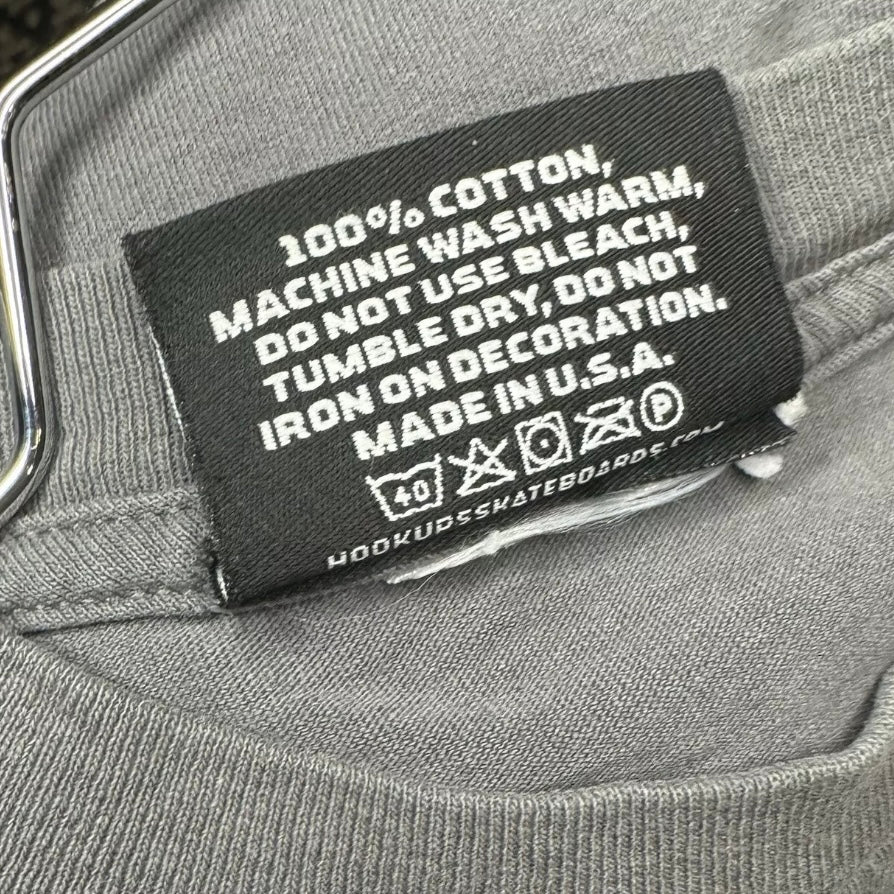 100% COTTON,
MACHINE WASH WARM,
DO NOT USE BLEACH,
TUMBLE DRY, DO NOT
IRON ON DECORATION.
MADE IN U.S.A.
40 P
HOOKUPSSKATEBOARDS.COM